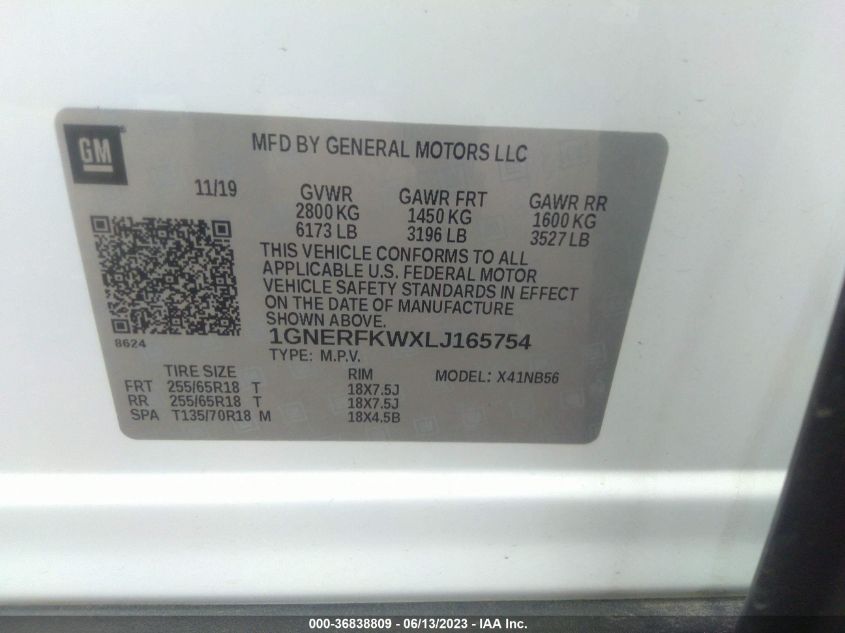 GM
MFD BY GENERAL MOTORS LLC
11/19 GVWR GAWR FRT GAWR RR
2800 KG 1450 KG 1600 KG
6173 LB 3196 LB 3527 LB
THIS VEHICLE CONFORMS TO ALL
APPLICABLE U.S. FEDERAL MOTOR
VEHICLE SAFETY STANDARDS IN EFFECT
ON THE DATE OF MANUFACTURE
SHOWN ABOVE.
1GNERFKWXLJ165754
8624
TYPE: M.P.V.
TIRE SIZE RIM MODEL: X41NB56
FRT 255/65R18 T 18X7.5J
RR 255/65R18 T 18X7.5J
SPA T135/70R18 M 18X4.5B
000-36838809 - 06/13/2023 - IAA Inc.